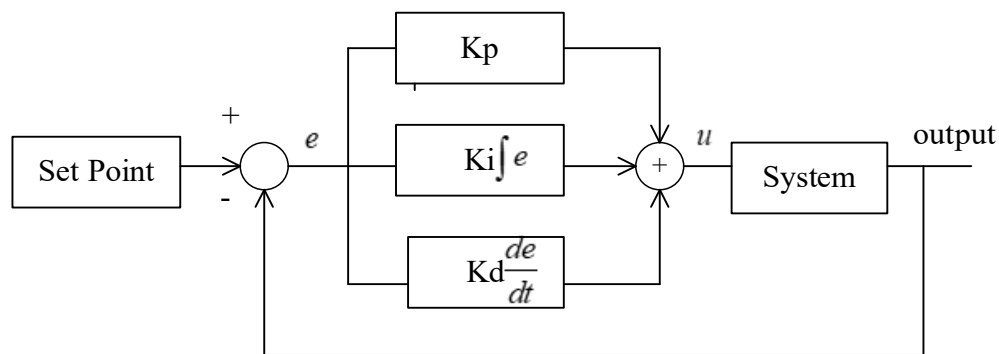 Kp
+
e
u
output
Set Point
Ki∫e
+
System
-
Kd de/dt